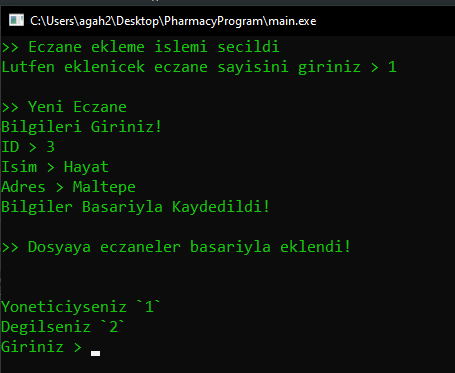 C:\Users\agah2\Desktop\PharmacyProgram\main.exe
>> Eczane ekleme islemi secildi
Lutfen eklenicek eczane sayisini giriniz > 1
>> Yeni Eczane
Bilgileri Giriniz!
ID > 3
Isim > Hayat
Adres > Maltepe
Bilgiler Basariyla Kaydedildi!
>> Dosyaya eczaneler basariyla eklendi!
Yoneticiyseniz `1`
Degilseniz `2`
Giriniz >